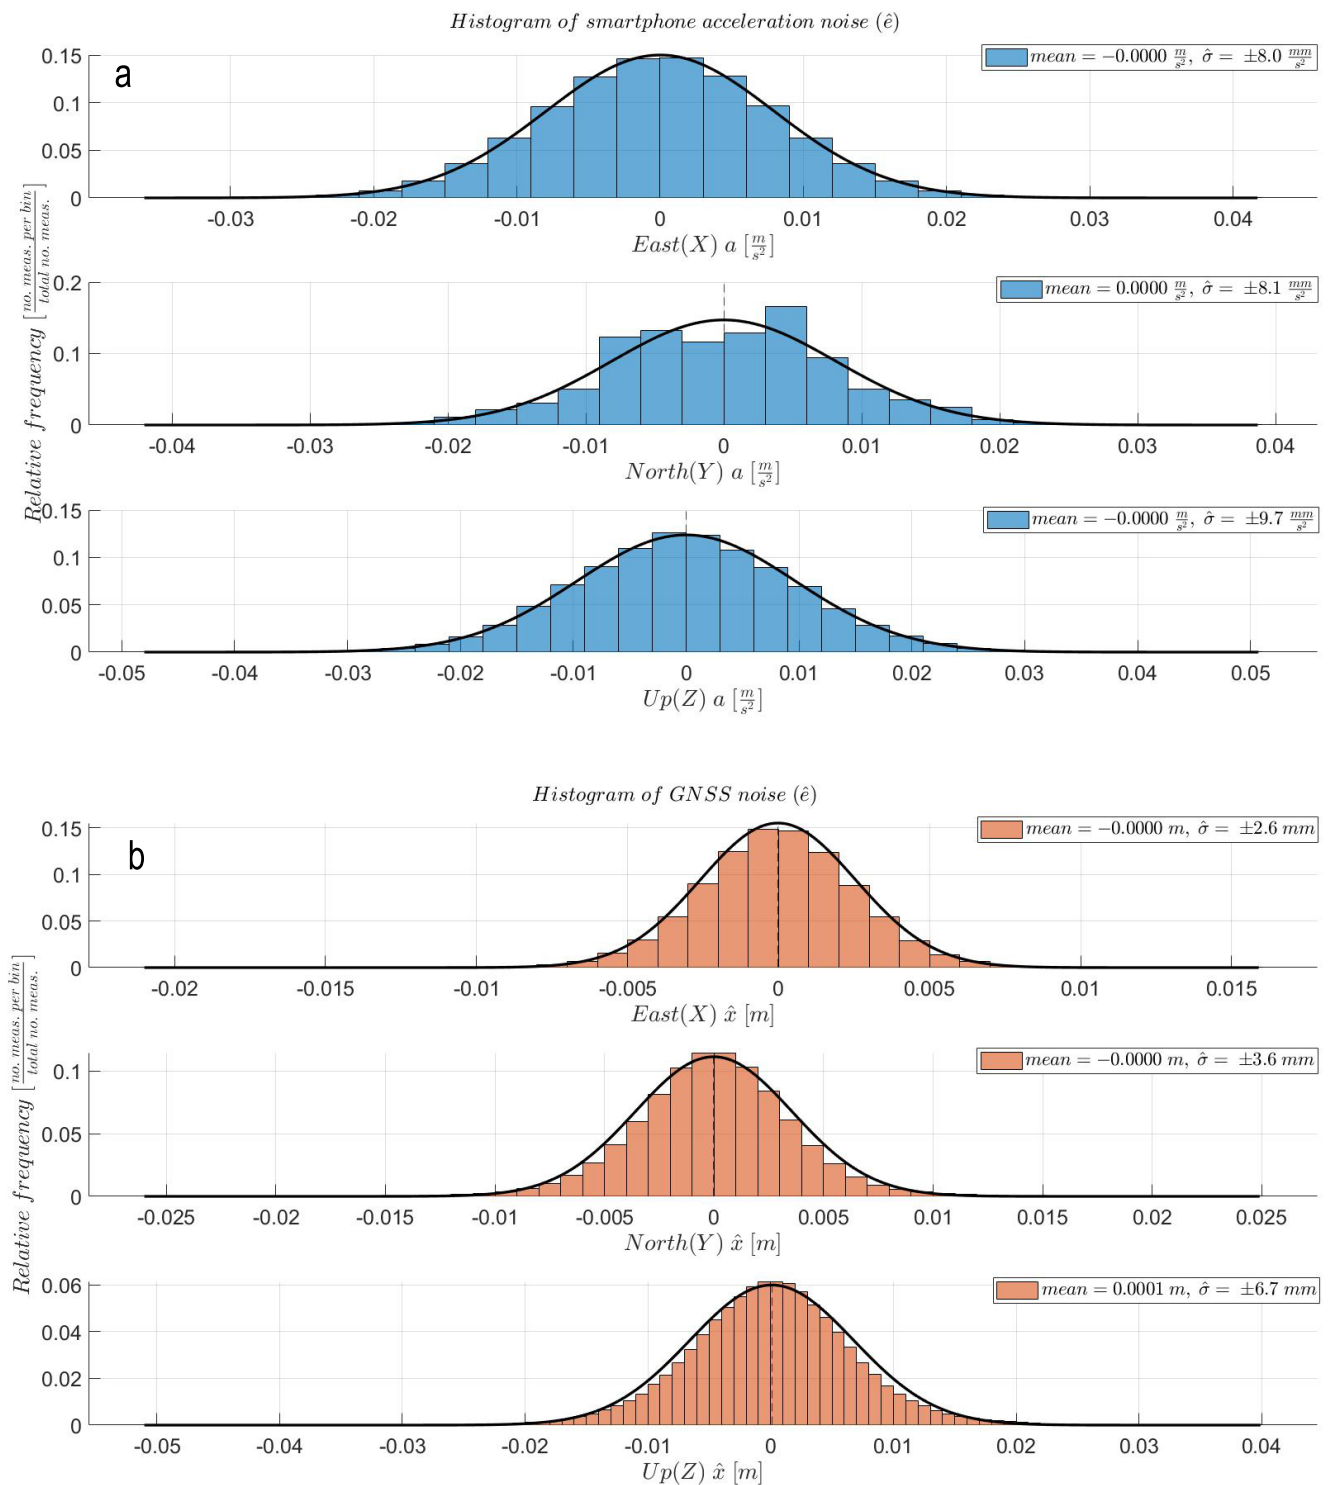 Histogram of smartphone acceleration noise (ê)
a
mean = −0.0000 m/s², σ̂ = ±8.0 mm/s²
0.15
0.1
0.05
0
-0.03 -0.02 -0.01 0 0.01 0.02 0.03 0.04
East(X) a [m/s²]
mean = 0.0000 m/s², σ̂ = ±8.1 mm/s²
0.2
0.1
0
-0.04 -0.03 -0.02 -0.01 0 0.01 0.02 0.03 0.04
North(Y) a [m/s²]
Relative frequency [no. meas. per bin / total no. meas.]
mean = −0.0000 m/s², σ̂ = ±9.7 mm/s²
0.15
0.1
0.05
0
-0.05 -0.04 -0.03 -0.02 -0.01 0 0.01 0.02 0.03 0.04 0.05
Up(Z) a [m/s²]
Histogram of GNSS noise (ê)
b
mean = −0.0000 m, σ̂ = ±2.6 mm
0.15
0.1
0.05
0
-0.02 -0.015 -0.01 -0.005 0 0.005 0.01 0.015
East(X) x̂ [m]
mean = −0.0000 m, σ̂ = ±3.6 mm
0.1
0.05
0
-0.025 -0.02 -0.015 -0.01 -0.005 0 0.005 0.01 0.015 0.02 0.025
North(Y) x̂ [m]
Relative frequency [no. meas. per bin / total no. meas.]
mean = 0.0001 m, σ̂ = ±6.7 mm
0.06
0.04
0.02
0
-0.05 -0.04 -0.03 -0.02 -0.01 0 0.01 0.02 0.03 0.04
Up(Z) x̂ [m]